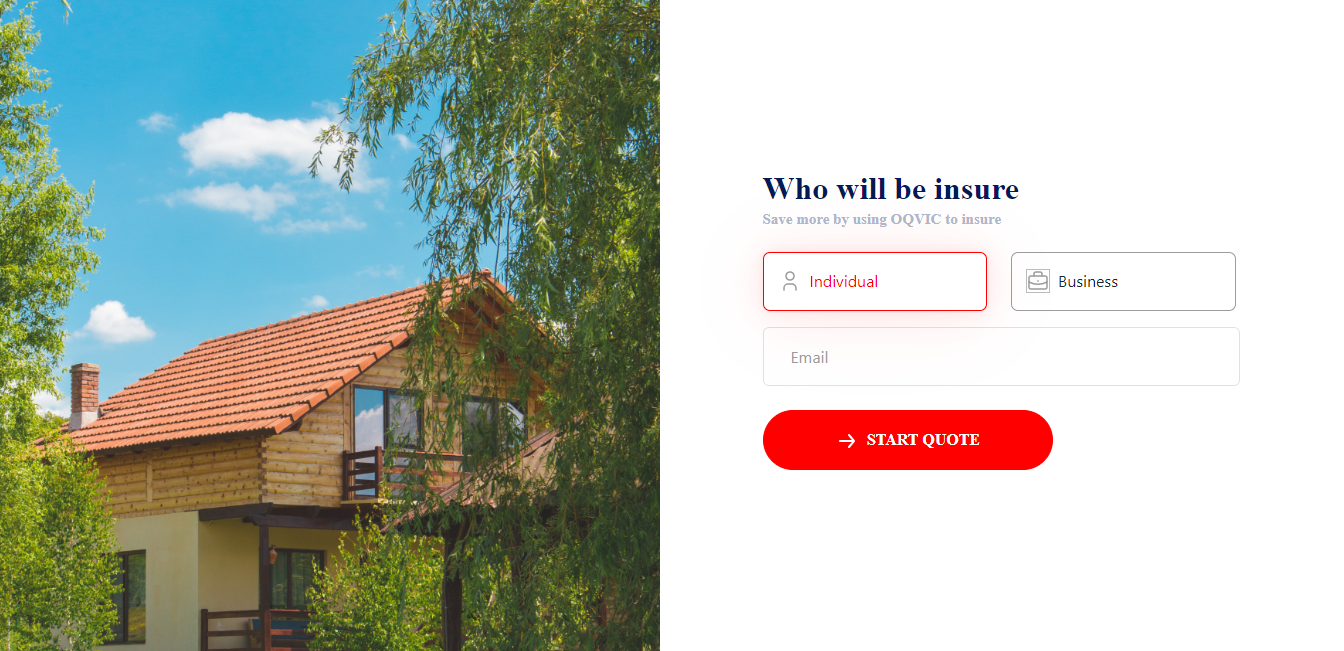 Who will be insure
Save more by using OQVIC to insure
Individual
Business
Email
START QUOTE